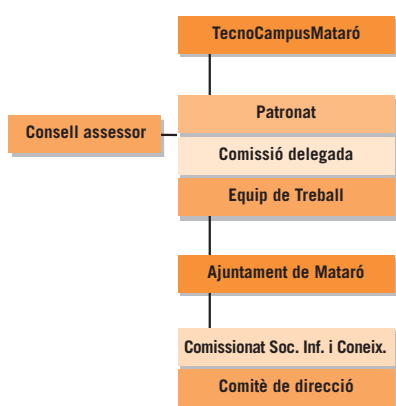 TecnoCampusMataró
Patronat
Consell assessor
Comissió delegada
Equip de Treball
Ajuntament de Mataró
Comissionat Soc. Inf. i Coneix.
Comitè de direcció